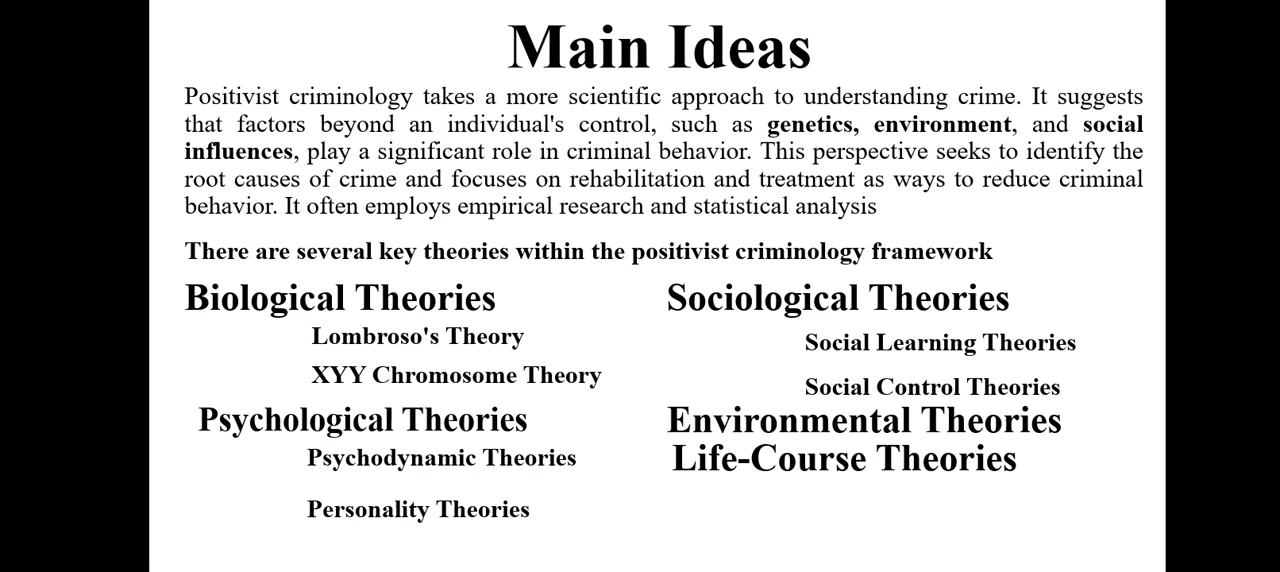 Main Ideas
Positivist criminology takes a more scientific approach to understanding crime. It suggests
that factors beyond an individual's control, such as genetics, environment, and social
influences, play a significant role in criminal behavior. This perspective seeks to identify the
root causes of crime and focuses on rehabilitation and treatment as ways to reduce criminal
behavior. It often employs empirical research and statistical analysis
There are several key theories within the positivist criminology framework
Biological Theories
Lombroso's Theory
XYY Chromosome Theory
Psychological Theories
Psychodynamic Theories
Personality Theories
Sociological Theories
Social Learning Theories
Social Control Theories
Environmental Theories
Life-Course Theories